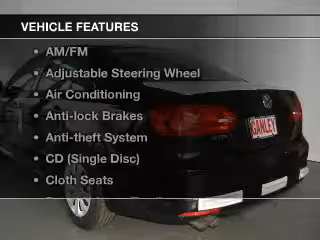 VEHICLE FEATURES
• AM/FM
• Adjustable Steering Wheel
• Air Conditioning
• Anti-lock Brakes
• Anti-theft System
• CD (Single Disc)
• Cloth Seats
GANLEY